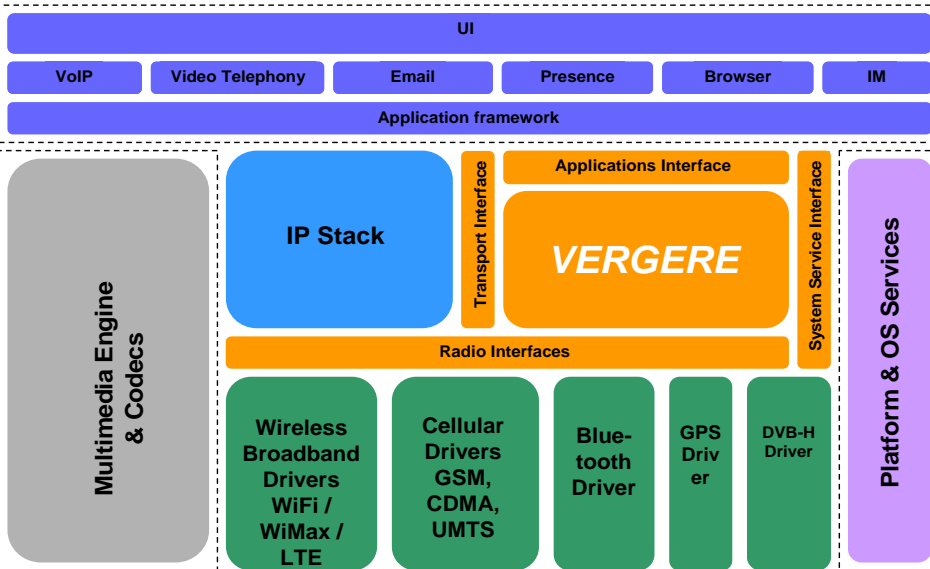 UI
VoIP
Video Telephony
Email
Presence
Browser
IM
Application framework
Multimedia Engine
& Codecs
IP Stack
Transport Interface
Applications Interface
VERGERE
System Service Interface
Platform & OS Services
Radio Interfaces
Wireless
Broadband
Drivers
WiFi /
WiMax /
LTE
Cellular
Drivers
GSM,
CDMA,
UMTS
Blue-
tooth
Driver
GPS
Driv
er
DVB-H
Driver